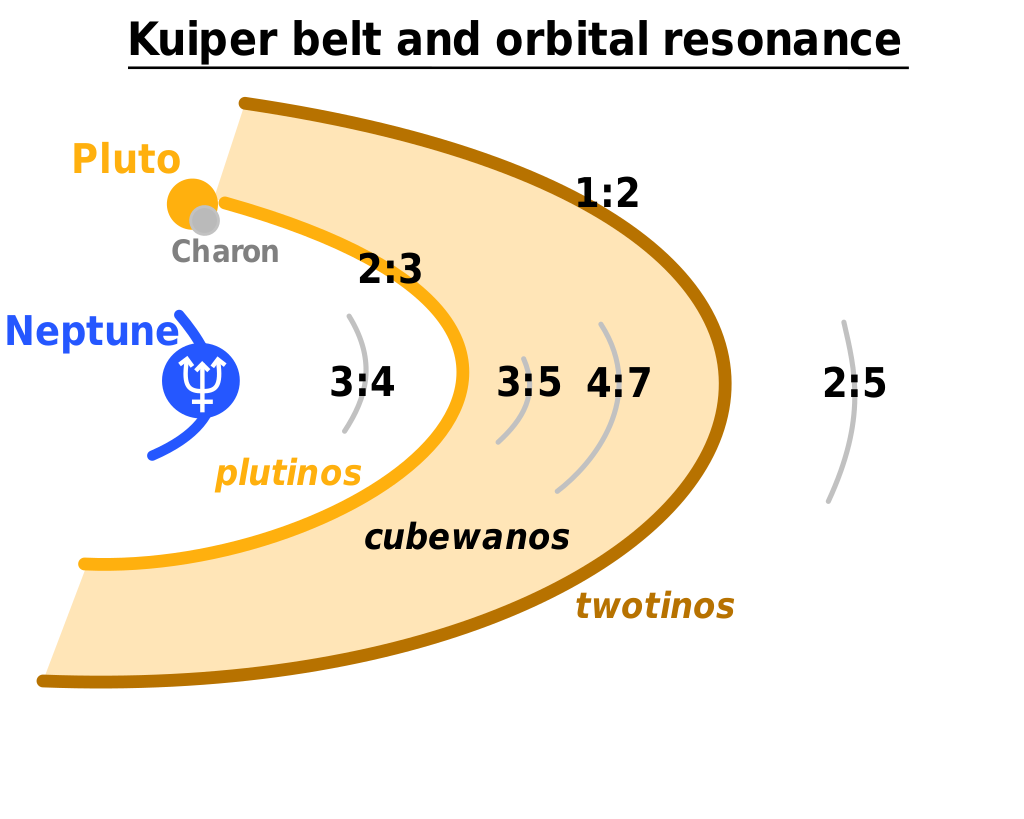 Kuiper belt and orbital resonance
Pluto
1:2
Charon
2:3
Neptune
3:4
3:5
4:7
2:5
plutinos
cubewanos
twotinos